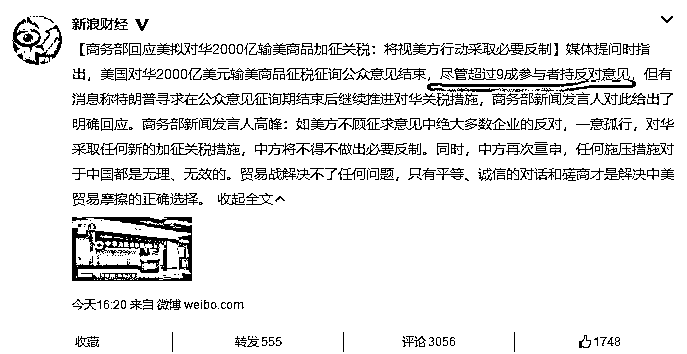 新浪财经
【商务部回应美拟对华2000亿输美商品加征关税：将视美方行动采取必要反制】媒体提问时指
出，美国对华2000亿美元输美商品征税征询公众意见结束，尽管超过9成参与者持反对意见，但有
消息称特朗普寻求在公众意见征询期结束后继续推进对华关税措施，商务部新闻发言人对此给出了
明确回应。商务部新闻发言人高峰：如美方不顾征求意见中绝大多数企业的反对，一意孤行，对华
采取任何新的加征关税措施，中方将不得不做出必要反制。同时，中方再次重申，任何施压措施对
于中国都是无理、无效的。贸易战解决不了任何问题，只有平等、诚信的对话和磋商才是解决中美
贸易摩擦的正确选择。 收起全文
今天16:20 来自 微博 weibo.com
收藏 转发 555 评论 3056 1748